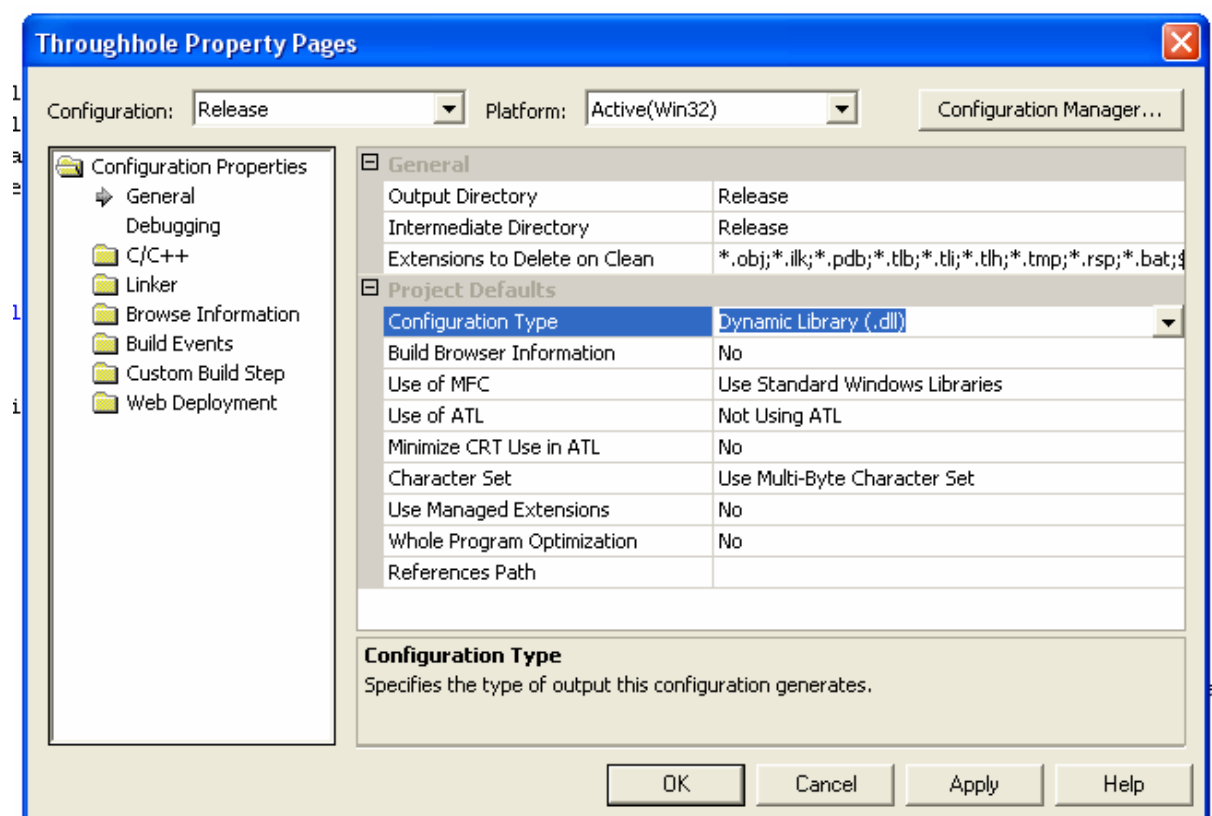 Throughhole Property Pages
Configuration: Release Platform: Active(Win32) Configuration Manager...
Configuration Properties
General
Debugging
C/C++
Linker
Browse Information
Build Events
Custom Build Step
Web Deployment
General
Output Directory Release
Intermediate Directory Release
Extensions to Delete on Clean *.obj;*.ilk;*.pdb;*.tlb;*.tli;*.tlh;*.tmp;*.rsp;*.bat;$
Project Defaults
Configuration Type Dynamic Library (.dll)
Build Browser Information No
Use of MFC Use Standard Windows Libraries
Use of ATL Not Using ATL
Minimize CRT Use in ATL No
Character Set Use Multi-Byte Character Set
Use Managed Extensions No
Whole Program Optimization No
References Path
Configuration Type
Specifies the type of output this configuration generates.
OK Cancel Apply Help